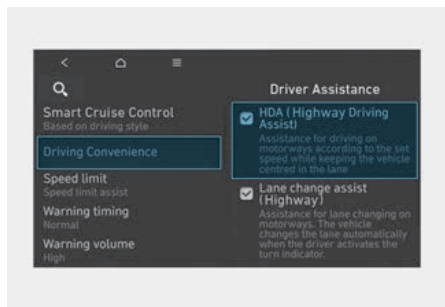 Driver Assistance
Smart Cruise Control
Based on driving style
Driving Convenience
Speed limit
Speed limit assist
Warning timing
Normal
Warning volume
High
HDA (Highway Driving
Assist)
Assistance for driving on
motorways according to the set
speed while keeping the vehicle
centred in the lane
Lane change assist
(Highway)
Assistance for lane changing on
motorways. The vehicle
changes the lane automatically
when the driver activates the
turn indicator.